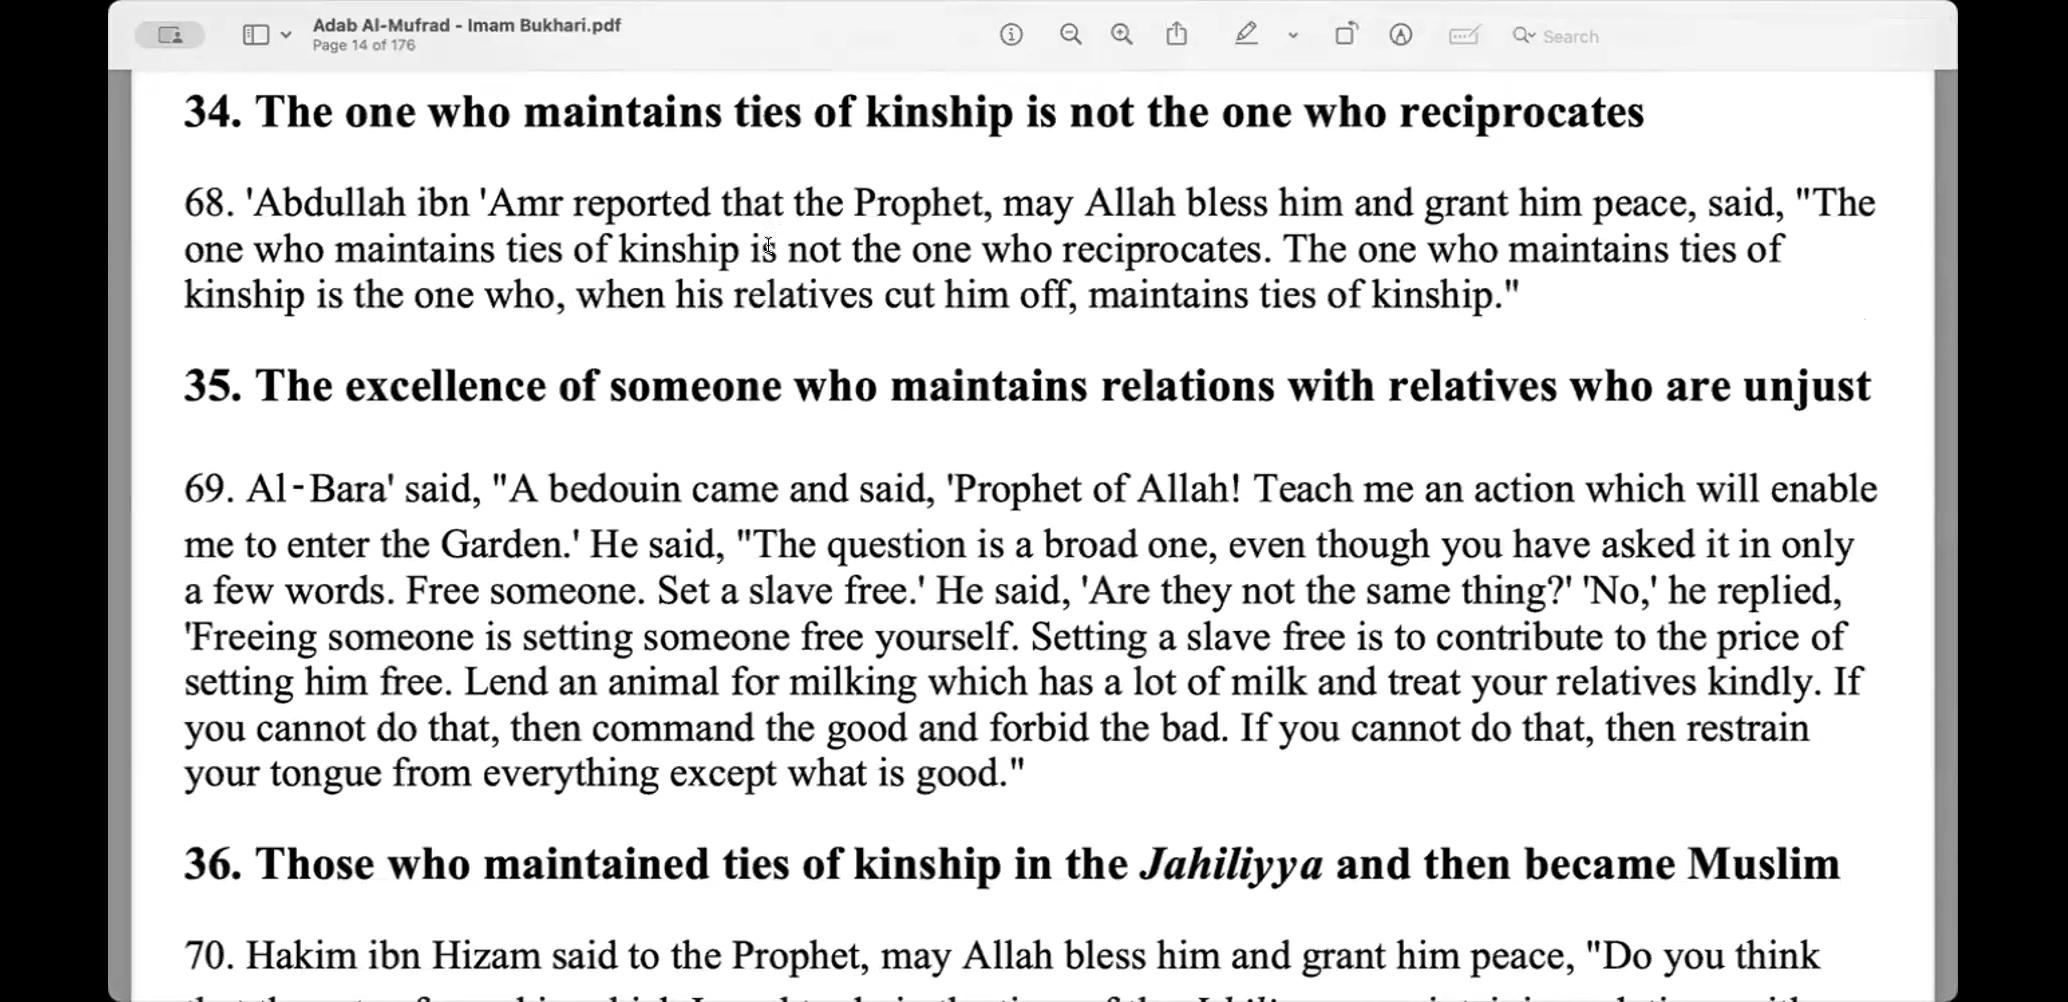 Adab Al-Mufrad - Imam Bukhari.pdf
Page 14 of 176
Search
34. The one who maintains ties of kinship is not the one who reciprocates
68. 'Abdullah ibn 'Amr reported that the Prophet, may Allah bless him and grant him peace, said, "The
one who maintains ties of kinship is not the one who reciprocates. The one who maintains ties of
kinship is the one who, when his relatives cut him off, maintains ties of kinship."
35. The excellence of someone who maintains relations with relatives who are unjust
69. Al-Bara' said, "A bedouin came and said, 'Prophet of Allah! Teach me an action which will enable
me to enter the Garden.' He said, "The question is a broad one, even though you have asked it in only
a few words. Free someone. Set a slave free.' He said, 'Are they not the same thing?' 'No,' he replied,
'Freeing someone is setting someone free yourself. Setting a slave free is to contribute to the price of
setting him free. Lend an animal for milking which has a lot of milk and treat your relatives kindly. If
you cannot do that, then command the good and forbid the bad. If you cannot do that, then restrain
your tongue from everything except what is good."
36. Those who maintained ties of kinship in the Jahiliyya and then became Muslim
70. Hakim ibn Hizam said to the Prophet, may Allah bless him and grant him peace, "Do you think